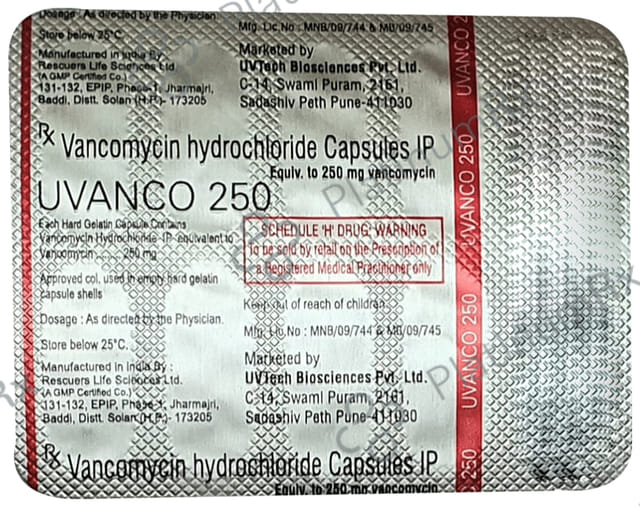 Dosage : As directed by the Physician.
Store below 25°C.
Manufactured in India By :
Rescuers Life Sciences Ltd.
(A GMP Certified Co.)
131-132, EPIP, Phase-1, Jharmajri,
Baddi, Distt. Solan (H.P.)- 173205
Mfg. Lic.No : MNB/09/744 & MB/09/745
Marketed by
UVTech Biosciences Pvt. Ltd.
C-14, Swami Puram, 2161,
Sadashiv Peth Pune-411030
Rx Vancomycin hydrochloride Capsules IP
Equiv. to 250 mg vancomycin
UVANCO 250
Each Hard Gelatin Capsule Contains
Vancomycin Hydrochloride IP equivalent to
Vancomycin ....... 250 mg
Approved col. used in empty hard gelatin
capsule shells
Dosage : As directed by the Physician.
Store below 25°C.
Manufactured in India By :
Rescuers Life Sciences Ltd.
(A GMP Certified Co.)
131-132, EPIP, Phase-1, Jharmajri,
Baddi, Distt. Solan (H.P.)- 173205
SCHEDULE 'H' DRUG: WARNING
To be sold by retail on the Prescription of
a Registered Medical Practitioner only
Keep out of reach of children.
Mfg. Lic.No : MNB/09/744 & MB/09/745
Marketed by
UVTech Biosciences Pvt. Ltd.
C-14, Swami Puram, 2161,
Sadashiv Peth Pune-411030
Rx Vancomycin hydrochloride Capsules IP
Equiv. to 250 mg vancomycin
UVANCO 250
UVANCO 250
UVANCO 250
250